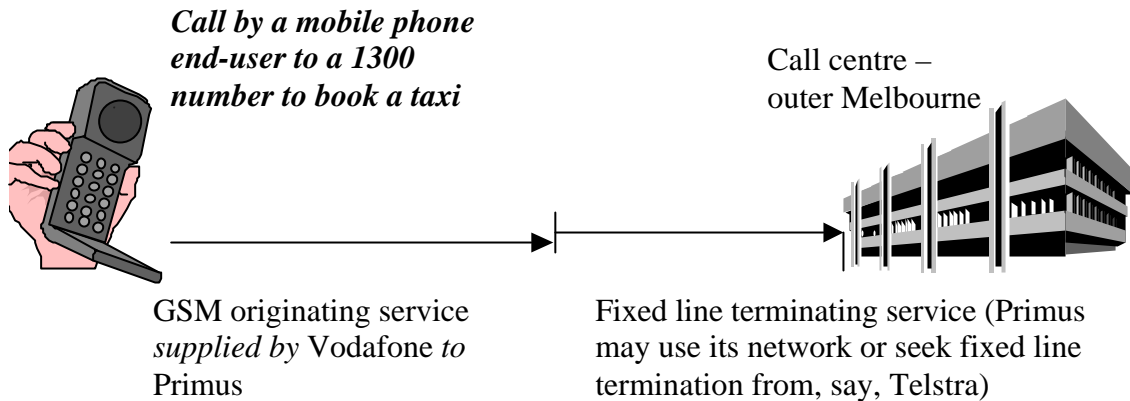 Call by a mobile phone
end-user to a 1300
number to book a taxi
Call centre –
outer Melbourne
GSM originating service
supplied by Vodafone to
Primus
Fixed line terminating service (Primus
may use its network or seek fixed line
termination from, say, Telstra)